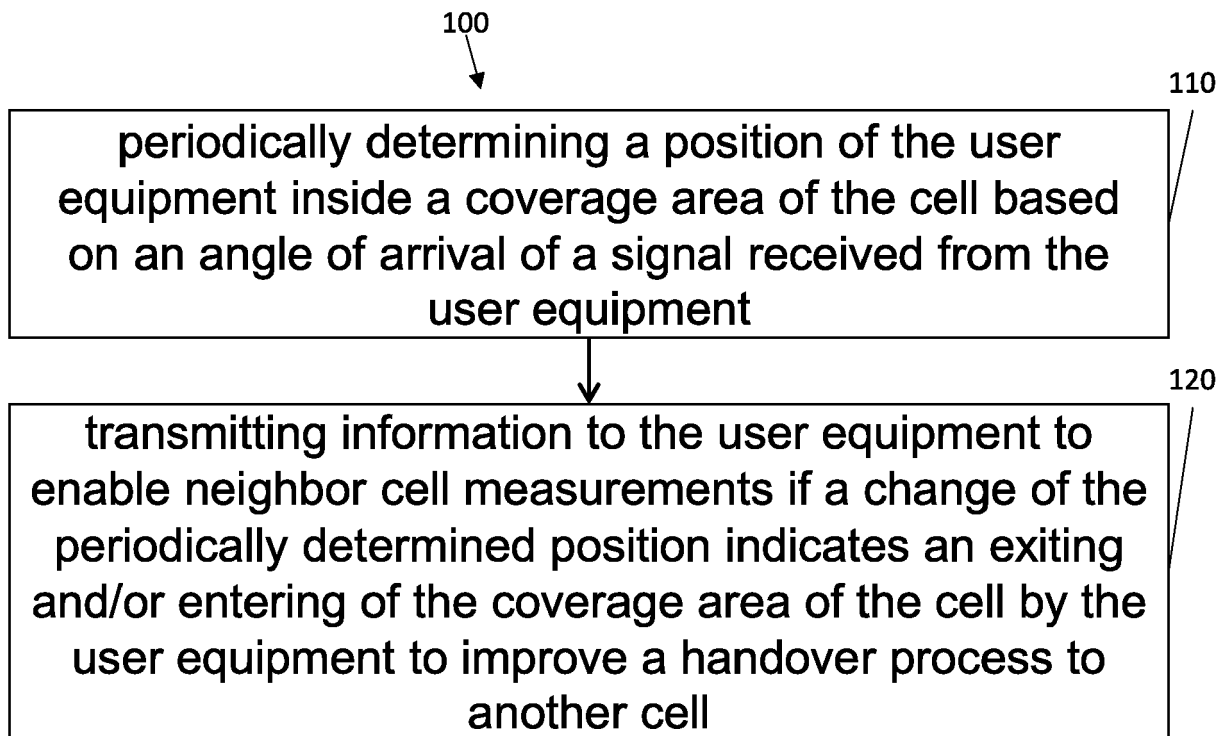 100
110
periodically determining a position of the user
equipment inside a coverage area of the cell based
on an angle of arrival of a signal received from the
user equipment
120
transmitting information to the user equipment to
enable neighbor cell measurements if a change of the
periodically determined position indicates an exiting
and/or entering of the coverage area of the cell by the
user equipment to improve a handover process to
another cell